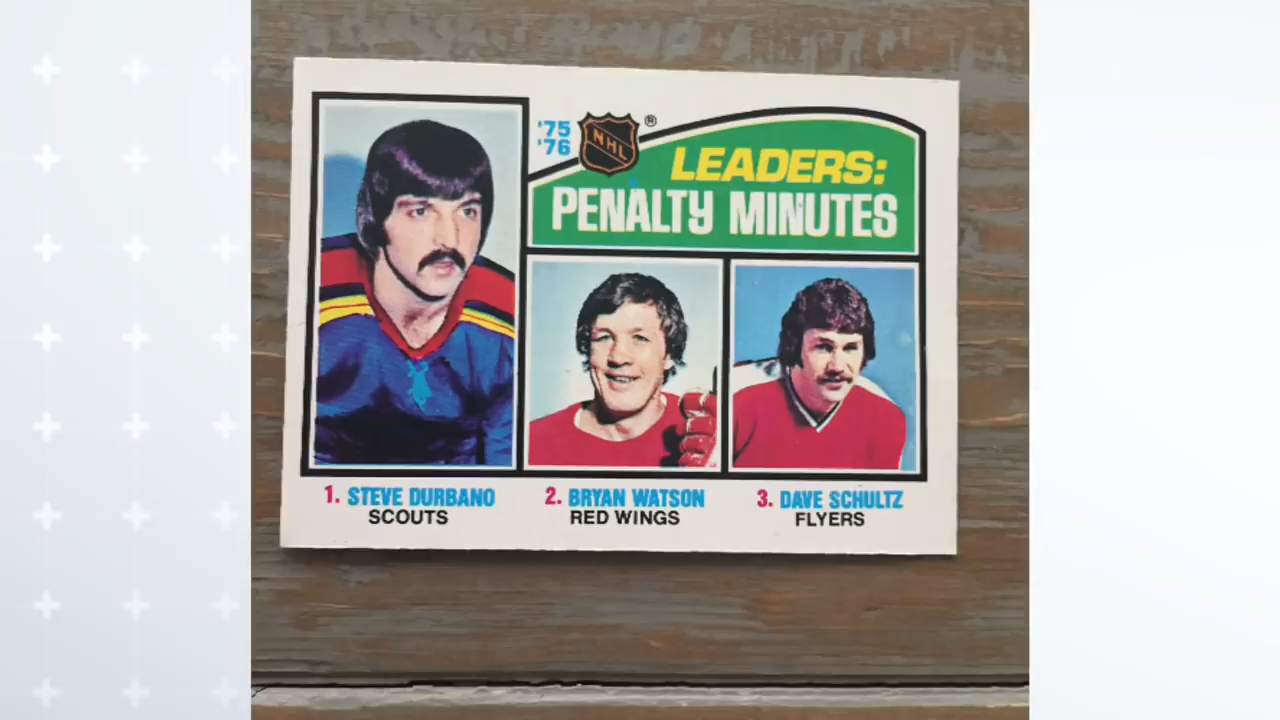 '75
'76
NHL
®
LEADERS:
PENALTY MINUTES
1. STEVE DURBANO
SCOUTS
2. BRYAN WATSON
RED WINGS
3. DAVE SCHULTZ
FLYERS